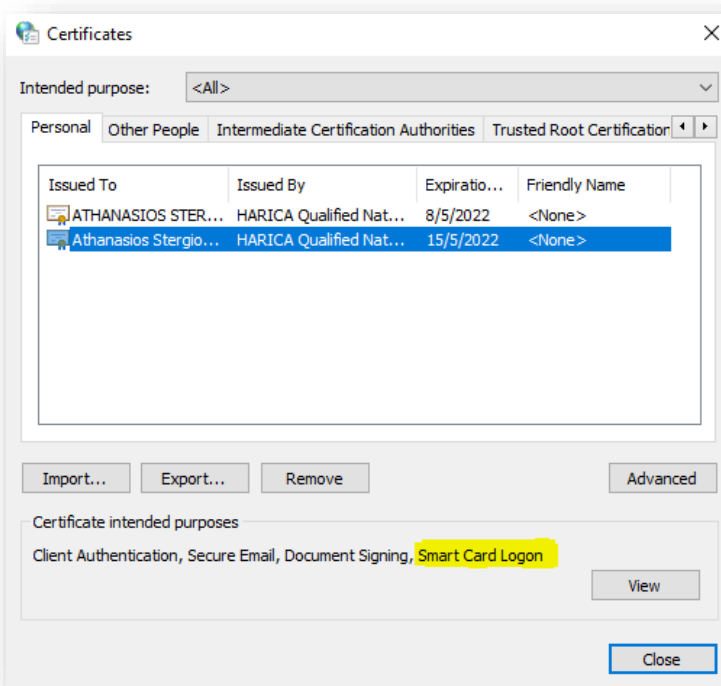 Certificates
Intended purpose: <All>
Personal Other People Intermediate Certification Authorities Trusted Root Certification
Issued To Issued By Expiratio... Friendly Name
ATHANASIOS STER... HARICA Qualified Nat... 8/5/2022 <None>
Athanasios Stergio... HARICA Qualified Nat... 15/5/2022 <None>
Import... Export... Remove Advanced
Certificate intended purposes
Client Authentication, Secure Email, Document Signing, Smart Card Logon
View
Close